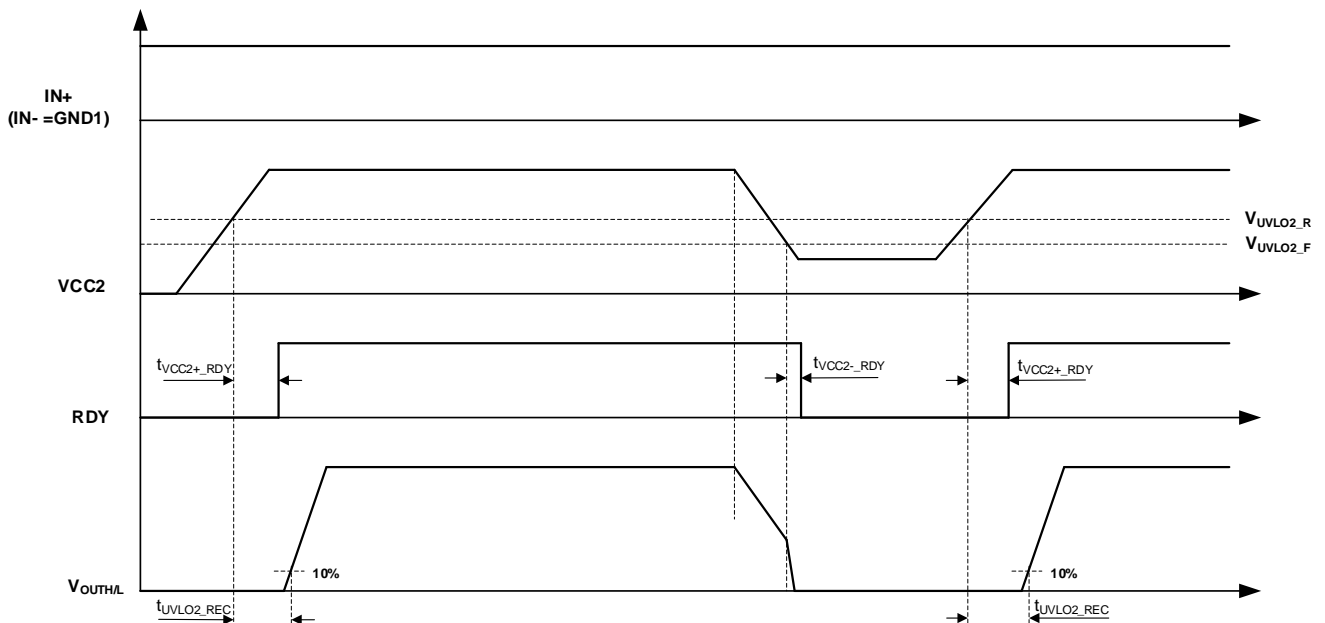 IN+
(IN- =GND1)
VUVLO2_R
VUVLO2_F
VCC2
tVCC2+_RDY
tVCC2-_RDY
tVCC2+_RDY
RDY
10%
10%
VOUTH/L
tUVLO2_REC
tUVLO2_REC